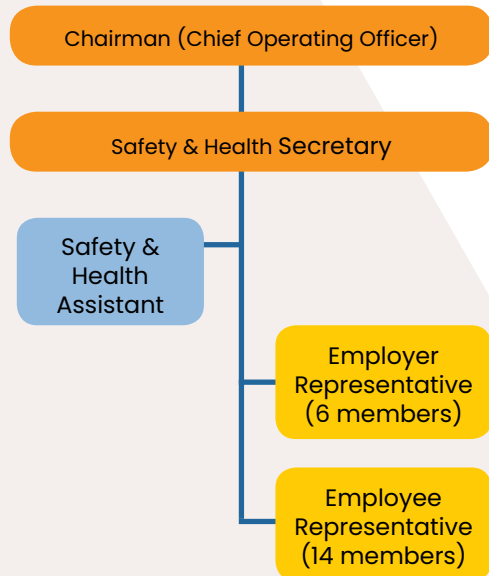 Chairman (Chief Operating Officer)
Safety & Health Secretary
Safety &
Health
Assistant
Employer
Representative
(6 members)
Employee
Representative
(14 members)